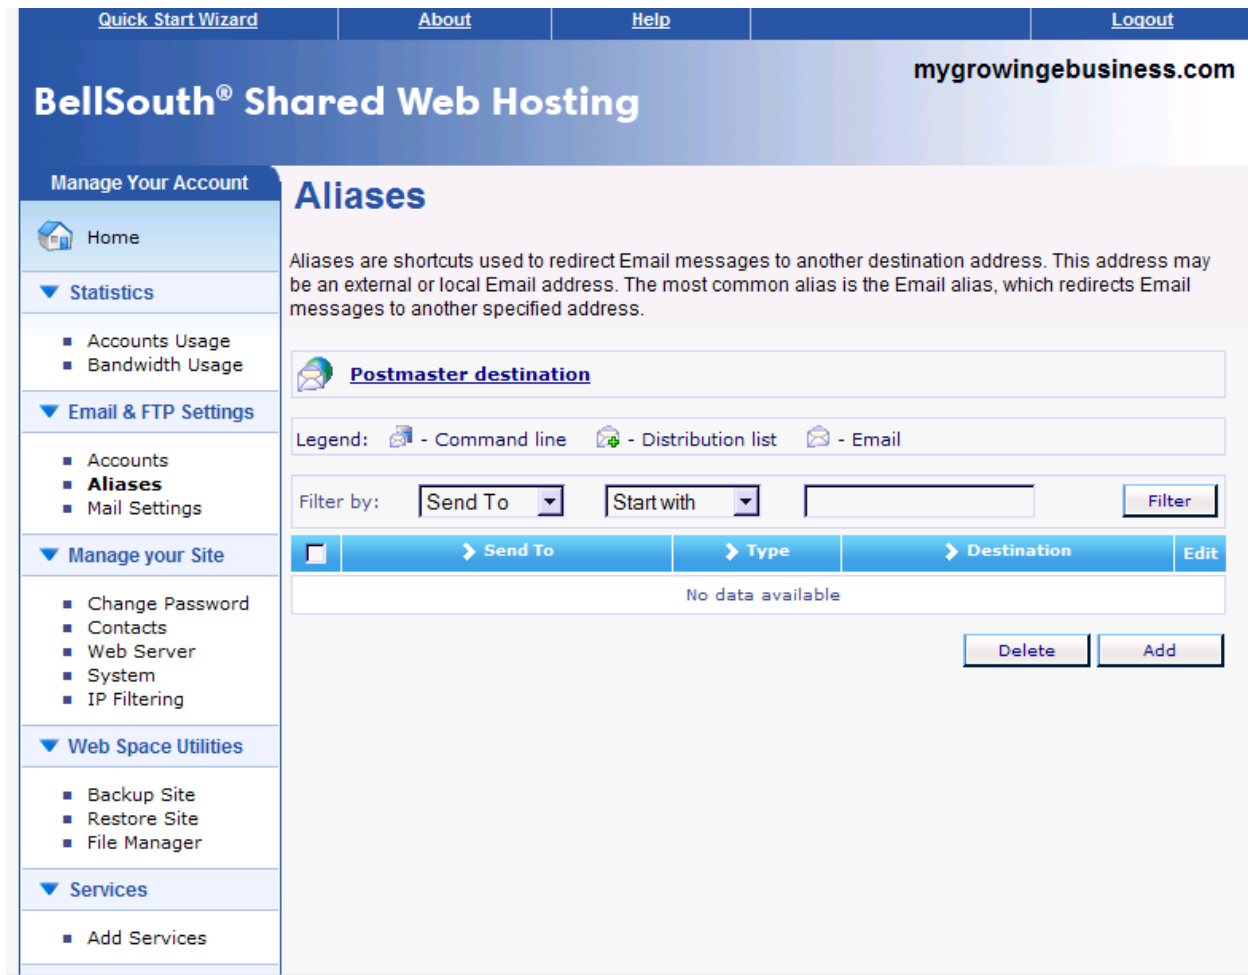 Quick Start Wizard About Help Logout
mygrowingebusiness.com
BellSouth® Shared Web Hosting
Manage Your Account
Home
Statistics
Accounts Usage
Bandwidth Usage
Email & FTP Settings
Accounts
Aliases
Mail Settings
Manage your Site
Change Password
Contacts
Web Server
System
IP Filtering
Web Space Utilities
Backup Site
Restore Site
File Manager
Services
Add Services
Aliases
Aliases are shortcuts used to redirect Email messages to another destination address. This address may
be an external or local Email address. The most common alias is the Email alias, which redirects Email
messages to another specified address.
Postmaster destination
Legend: - Command line - Distribution list - Email
Filter by: Send To Start with Filter
Send To Type Destination Edit
No data available
Delete Add